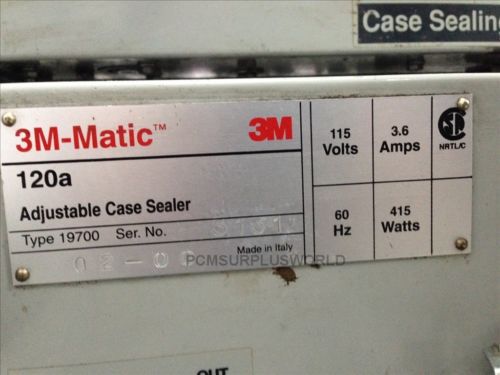 Case Sealing
3M-Matic™ 3M
120a
Adjustable Case Sealer
Type 19700 Ser. No.
Made in Italy
115 Volts
3.6 Amps
NRTL/C
60 Hz
415 Watts
PCMSURPLUSWORLD
OUT